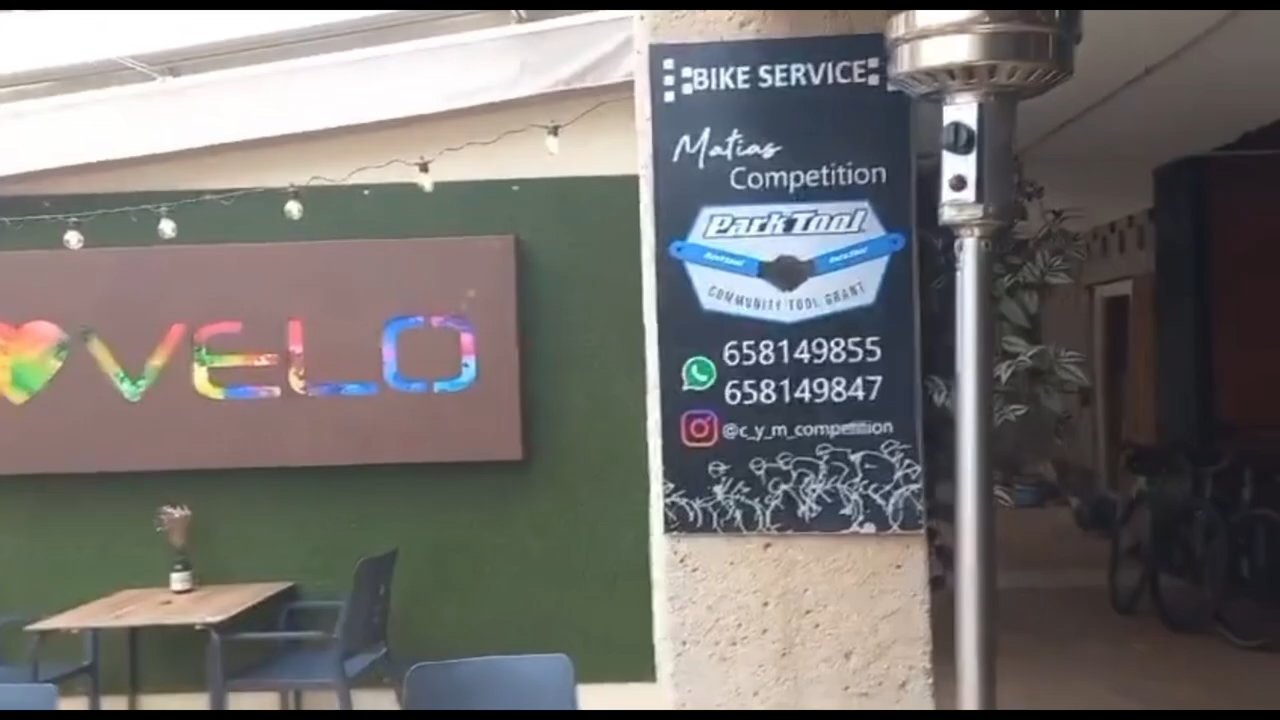 VELO
BIKE SERVICE
Matias
Competition
Park Tool
COMMUNITY TOOL GRANT
658149855
658149847
@c_y_m_competition